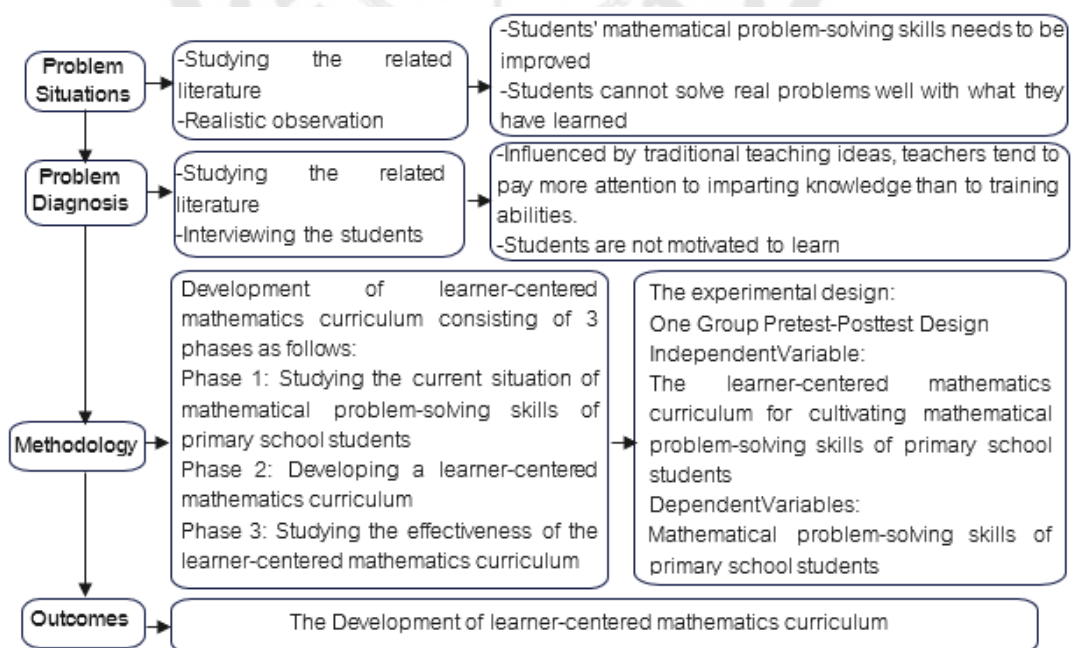 Problem
Situations
-Studying the related
literature
-Realistic observation
-Students' mathematical problem-solving skills needs to be
improved
-Students cannot solve real problems well with what they
have learned
Problem
Diagnosis
-Studying the related
literature
-Interviewing the students
-Influenced by traditional teaching ideas, teachers tend to
pay more attention to imparting knowledge than to training
abilities.
-Students are not motivated to learn
Methodology
Development of learner-centered
mathematics curriculum consisting of 3
phases as follows:
Phase 1: Studying the current situation of
mathematical problem-solving skills of
primary school students
Phase 2: Developing a learner-centered
mathematics curriculum
Phase 3: Studying the effectiveness of the
learner-centered mathematics curriculum
The experimental design:
One Group Pretest-Posttest Design
IndependentVariable:
The learner-centered mathematics
curriculum for cultivating mathematical
problem-solving skills of primary school
students
DependentVariables:
Mathematical problem-solving skills of
primary school students
Outcomes
The Development of learner-centered mathematics curriculum